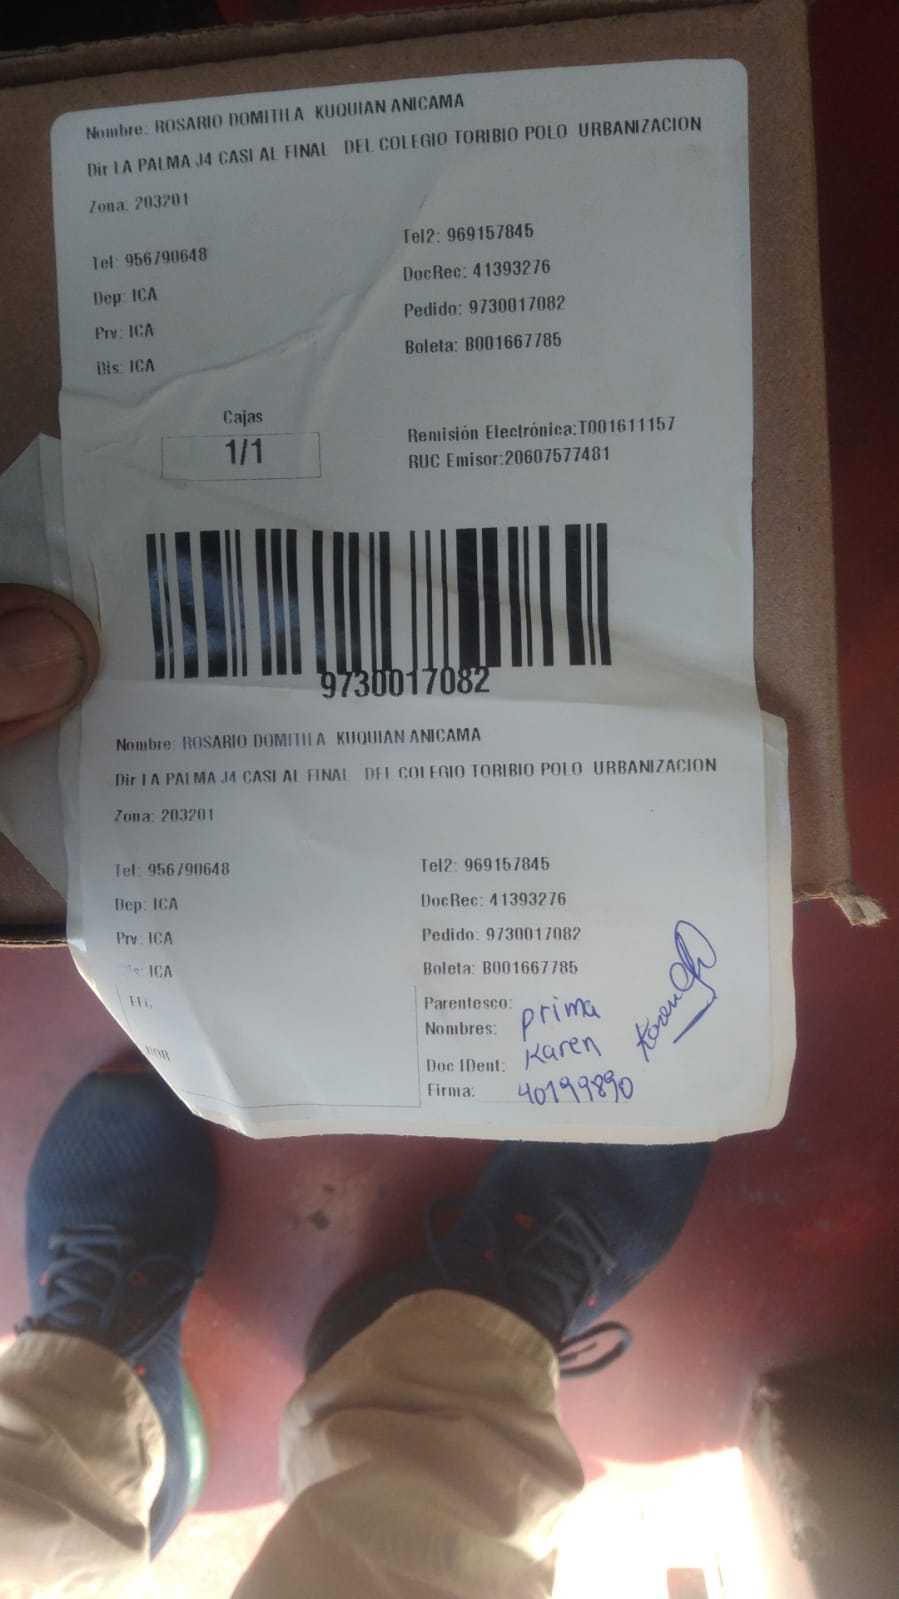 Nombre: ROSARIO DOMITILA KUQUIAN ANICAMA
Dir LA PALMA J4 CASI AL FINAL DEL COLEGIO TORIBIO POLO URBANIZACION
Zona: 203201
Tel: 956790648 Tel2: 969157845
Dep: ICA DocRec: 41393276
Prv: ICA Pedido: 9730017082
Dis: ICA Boleta: B001667785
Cajas
1/1
Remisión Electrónica:T001611157
RUC Emisor:20607577481
9730017082
Nombre: ROSARIO DOMITILA KUQUIAN ANICAMA
Dir LA PALMA J4 CASI AL FINAL DEL COLEGIO TORIBIO POLO URBANIZACION
Zona: 203201
Tel: 956790648 Tel2: 969157845
Dep: ICA DocRec: 41393276
Prv: ICA Pedido: 9730017082
ICA Boleta: B001667785
Parentesco: prima
Nombres: Karen
Doc IDent: 40199890
Firma: Karen